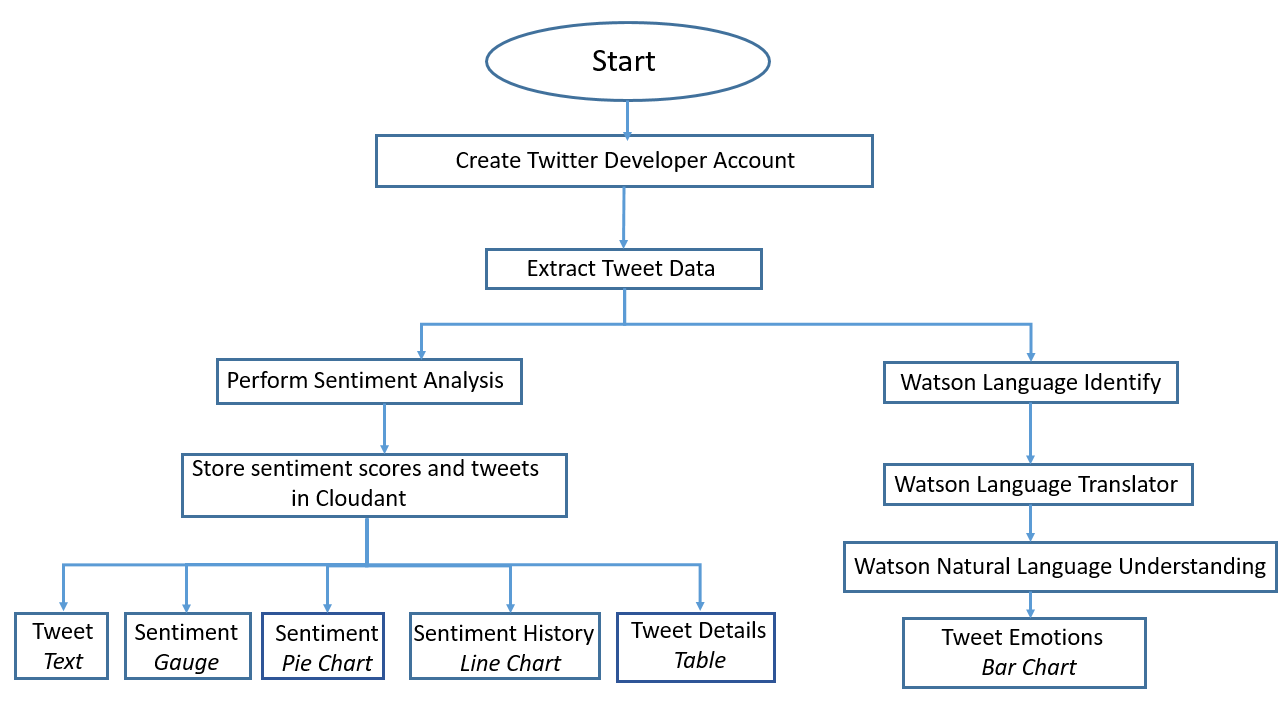 Start
Create Twitter Developer Account
Extract Tweet Data
Perform Sentiment Analysis
Watson Language Identify
Store sentiment scores and tweets
in Cloudant
Watson Language Translator
Watson Natural Language Understanding
Tweet
Text
Sentiment
Gauge
Sentiment
Pie Chart
Sentiment History
Line Chart
Tweet Details
Table
Tweet Emotions
Bar Chart